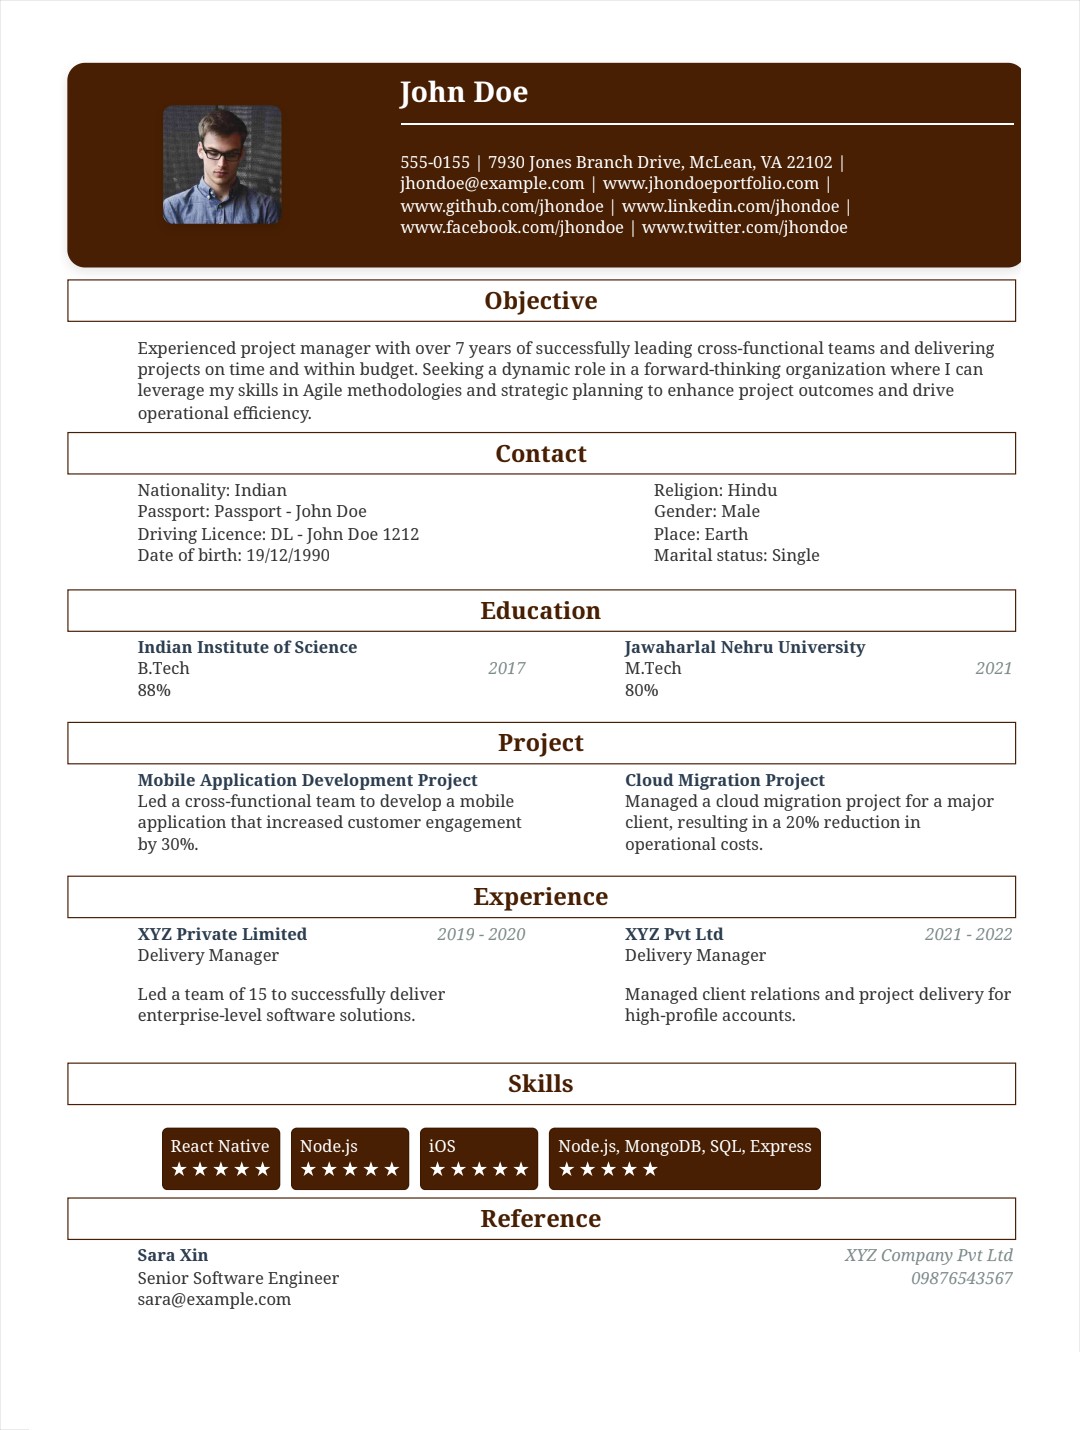 John Doe
555-0155 | 7930 Jones Branch Drive, McLean, VA 22102 |
jhondoe@example.com | www.jhondoeportfolio.com |
www.github.com/jhondoe | www.linkedin.com/jhondoe |
www.facebook.com/jhondoe | www.twitter.com/jhondoe
Objective
Experienced project manager with over 7 years of successfully leading cross-functional teams and delivering
projects on time and within budget. Seeking a dynamic role in a forward-thinking organization where I can
leverage my skills in Agile methodologies and strategic planning to enhance project outcomes and drive
operational efficiency.
Contact
Nationality: Indian
Passport: Passport - John Doe
Driving Licence: DL - John Doe 1212
Date of birth: 19/12/1990
Religion: Hindu
Gender: Male
Place: Earth
Marital status: Single
Education
Indian Institute of Science
B.Tech 2017
88%
Jawaharlal Nehru University
M.Tech 2021
80%
Project
Mobile Application Development Project
Led a cross-functional team to develop a mobile
application that increased customer engagement
by 30%.
Cloud Migration Project
Managed a cloud migration project for a major
client, resulting in a 20% reduction in
operational costs.
Experience
XYZ Private Limited 2019 - 2020
Delivery Manager
Led a team of 15 to successfully deliver
enterprise-level software solutions.
XYZ Pvt Ltd 2021 - 2022
Delivery Manager
Managed client relations and project delivery for
high-profile accounts.
Skills
React Native
★★★★★
Node.js
★★★★★
iOS
★★★★★
Node.js, MongoDB, SQL, Express
★★★★★
Reference
Sara Xin XYZ Company Pvt Ltd
Senior Software Engineer 09876543567
sara@example.com